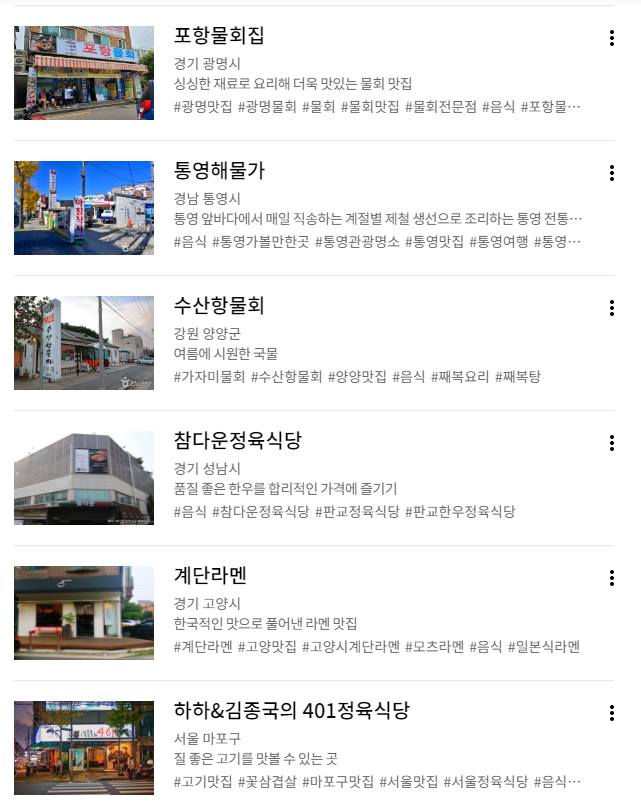 포항물회집
경기 광명시
싱싱한 재료로 요리해 더욱 맛있는 물회 맛집
#광명맛집 #광명물회 #물회 #물회맛집 #물회전문점 #음식 #포항물…
통영해물가
경남 통영시
통영 앞바다에서 매일 직송하는 계절별 제철 생선으로 조리하는 통영 전통…
#음식 #통영가볼만한곳 #통영관광명소 #통영맛집 #통영여행 #통영…
수산항물회
강원 양양군
여름에 시원한 국물
#가자미물회 #수산항물회 #양양맛집 #음식 #째복요리 #째복탕
참다운정육식당
경기 성남시
품질 좋은 한우를 합리적인 가격에 즐기기
#음식 #참다운정육식당 #판교정육식당 #판교한우정육식당
계단라멘
경기 고양시
한국적인 맛으로 풀어낸 라멘 맛집
#계단라멘 #고양맛집 #고양시계단라멘 #모츠라멘 #음식 #일본식라멘
하하&김종국의 401정육식당
서울 마포구
질 좋은 고기를 맛볼 수 있는 곳
#고기맛집 #꽃삼겹살 #마포구맛집 #서울맛집 #서울정육식당 #음식…
포항물회
아침식사
수산항물회